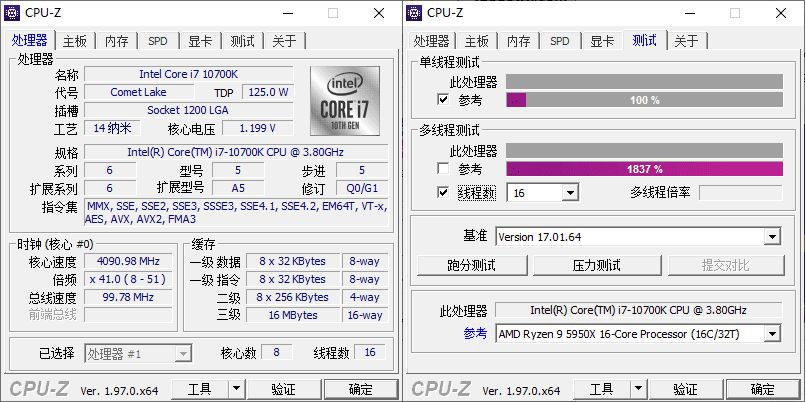 CPU-Z
处理器 主板 内存 SPD 显卡 测试 关于
处理器
名称 Intel Core i7 10700K
代号 Comet Lake TDP 125.0 W
插槽 Socket 1200 LGA
工艺 14 纳米 核心电压 1.199 V
intel
CORE i7
10TH GEN
规格 Intel(R) Core(TM) i7-10700K CPU @ 3.80GHz
系列 6 型号 5 步进 5
扩展系列 6 扩展型号 A5 修订 Q0/G1
指令集 MMX, SSE, SSE2, SSE3, SSSE3, SSE4.1, SSE4.2, EM64T, VT-x,
AES, AVX, AVX2, FMA3
时钟 (核心 #0)
核心速度 4090.98 MHz
倍频 x 41.0 ( 8 - 51 )
总线速度 99.78 MHz
前端总线
缓存
一级 数据 8 x 32 KBytes 8-way
一级 指令 8 x 32 KBytes 8-way
二级 8 x 256 KBytes 4-way
三级 16 MBytes 16-way
已选择 处理器 #1 核心数 8 线程数 16
CPU-Z Ver. 1.97.0.x64 工具 验证 确定
CPU-Z
处理器 主板 内存 SPD 显卡 测试 关于
单线程测试
此处理器
参考 100 %
多线程测试
此处理器
参考 1837 %
线程数 16 多线程倍率
基准 Version 17.01.64
跑分测试 压力测试 提交对比
此处理器 Intel(R) Core(TM) i7-10700K CPU @ 3.80GHz
参考 AMD Ryzen 9 5950X 16-Core Processor (16C/32T)
CPU-Z Ver. 1.97.0.x64 工具 验证 确定